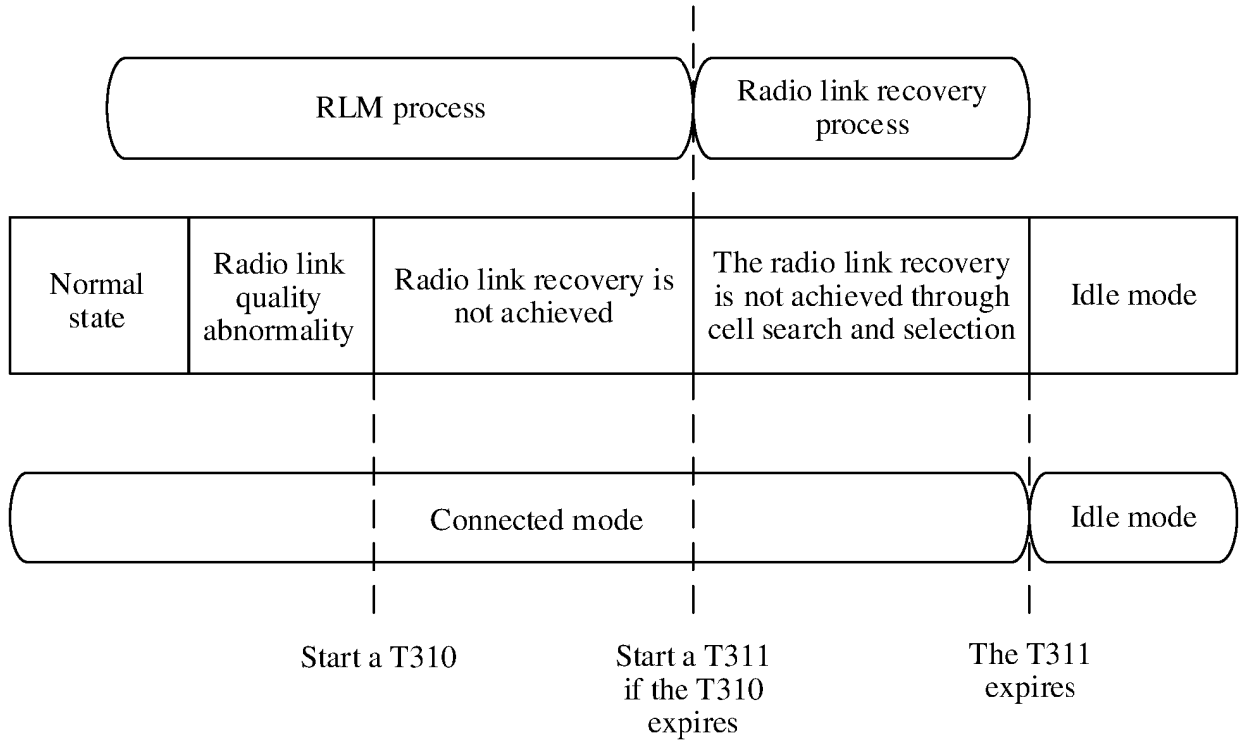 RLM process
Radio link recovery
process
Normal
state
Radio link
quality
abnormality
Radio link recovery is
not achieved
The radio link recovery
is not achieved through
cell search and selection
Idle mode
Connected mode
Idle mode
Start a T310
Start a T311
if the T310
expires
The T311
expires